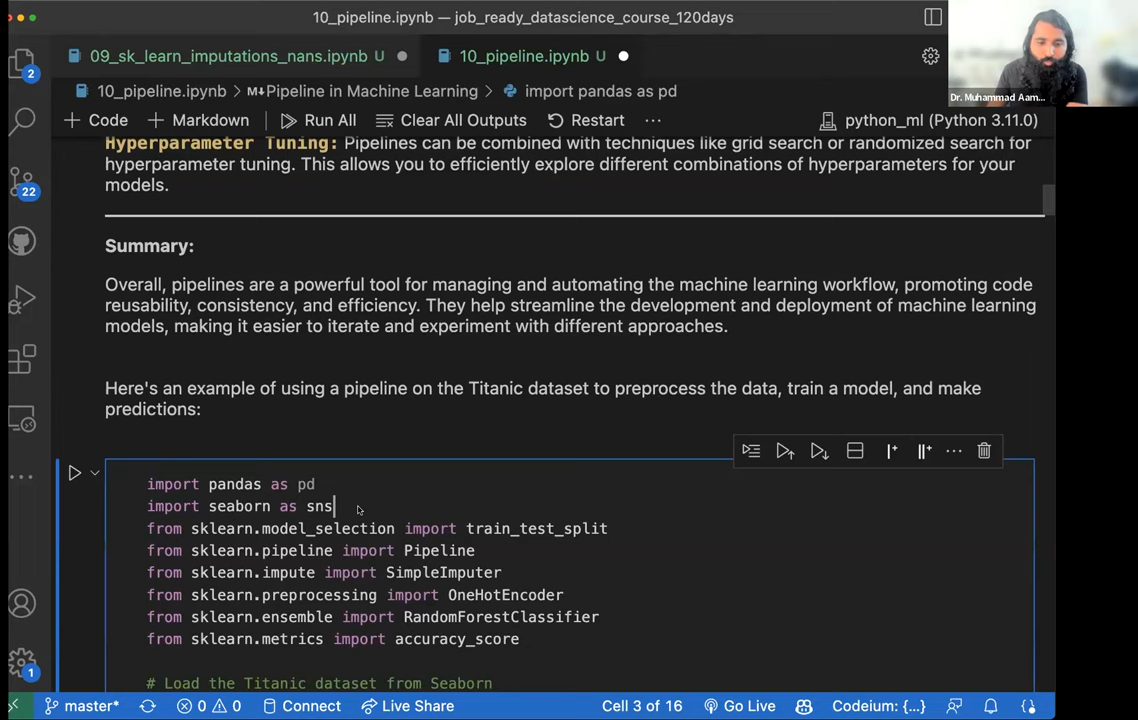 10_pipeline.ipynb — job_ready_datascience_course_120days
09_sk_learn_imputations_nans.ipynb U
10_pipeline.ipynb U
10_pipeline.ipynb > M↓Pipeline in Machine Learning > import pandas as pd
Dr. Muhammad Aam...
+ Code + Markdown Run All Clear All Outputs Restart ... python_ml (Python 3.11.0)
Hyperparameter Tuning: Pipelines can be combined with techniques like grid search or randomized search for
hyperparameter tuning. This allows you to efficiently explore different combinations of hyperparameters for your
models.
Summary:
Overall, pipelines are a powerful tool for managing and automating the machine learning workflow, promoting code
reusability, consistency, and efficiency. They help streamline the development and deployment of machine learning
models, making it easier to iterate and experiment with different approaches.
Here's an example of using a pipeline on the Titanic dataset to preprocess the data, train a model, and make
predictions:
import pandas as pd
import seaborn as sns
from sklearn.model_selection import train_test_split
from sklearn.pipeline import Pipeline
from sklearn.impute import SimpleImputer
from sklearn.preprocessing import OneHotEncoder
from sklearn.ensemble import RandomForestClassifier
from sklearn.metrics import accuracy_score
# Load the Titanic dataset from Seaborn
2
22
1
master* 0 0 Connect Live Share Cell 3 of 16 Go Live Codeium: {...}